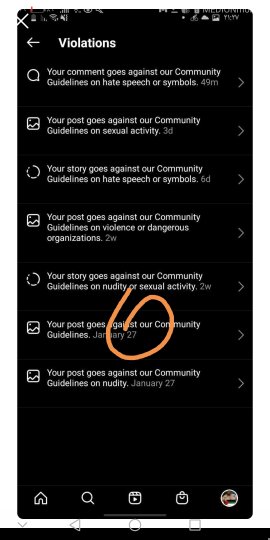 Violations
Your comment goes against our Community
Guidelines on hate speech or symbols. 49m
Your post goes against our Community
Guidelines on sexual activity. 3d
Your story goes against our Community
Guidelines on hate speech or symbols. 6d
Your post goes against our Community
Guidelines on violence or dangerous
organizations. 2w
Your story goes against our Community
Guidelines on nudity or sexual activity. 2w
Your post goes against our Community
Guidelines. January 27
Your post goes against our Community
Guidelines on nudity. January 27